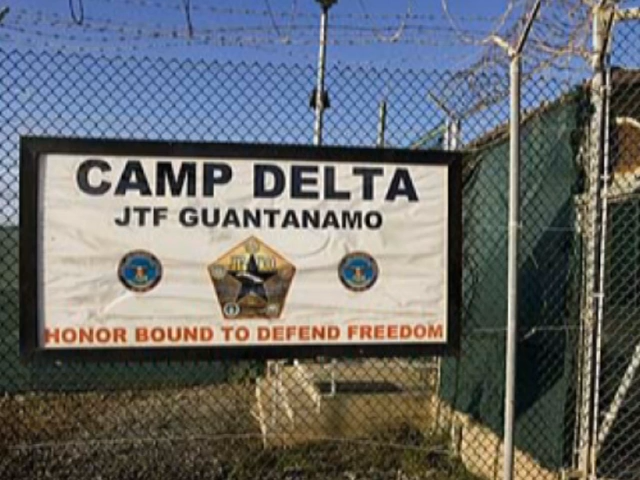 CAMP DELTA
JTF GUANTANAMO
HONOR BOUND TO DEFEND FREEDOM